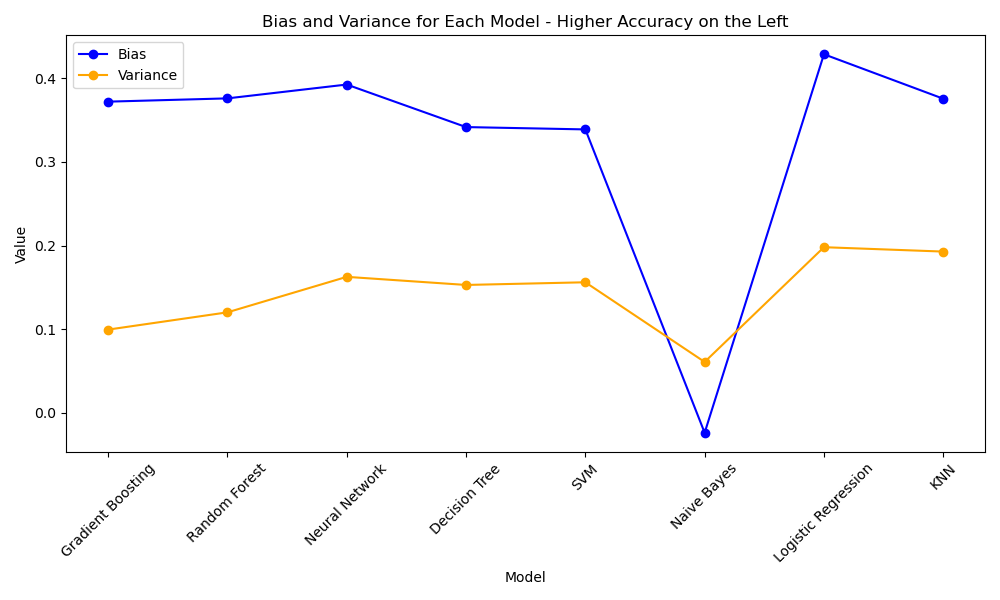 Bias and Variance for Each Model - Higher Accuracy on the Left
Bias
Variance
Value
0.4
0.3
0.2
0.1
0.0
Gradient Boosting
Random Forest
Neural Network
Decision Tree
SVM
Naive Bayes
Logistic Regression
KNN
Model